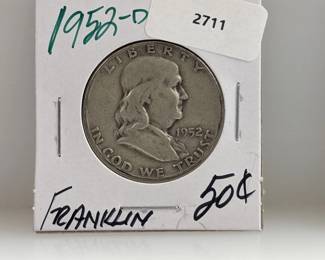 1952-D
2711
LIBERTY
1952
IN GOD WE TRUST
FRANKLIN 50¢